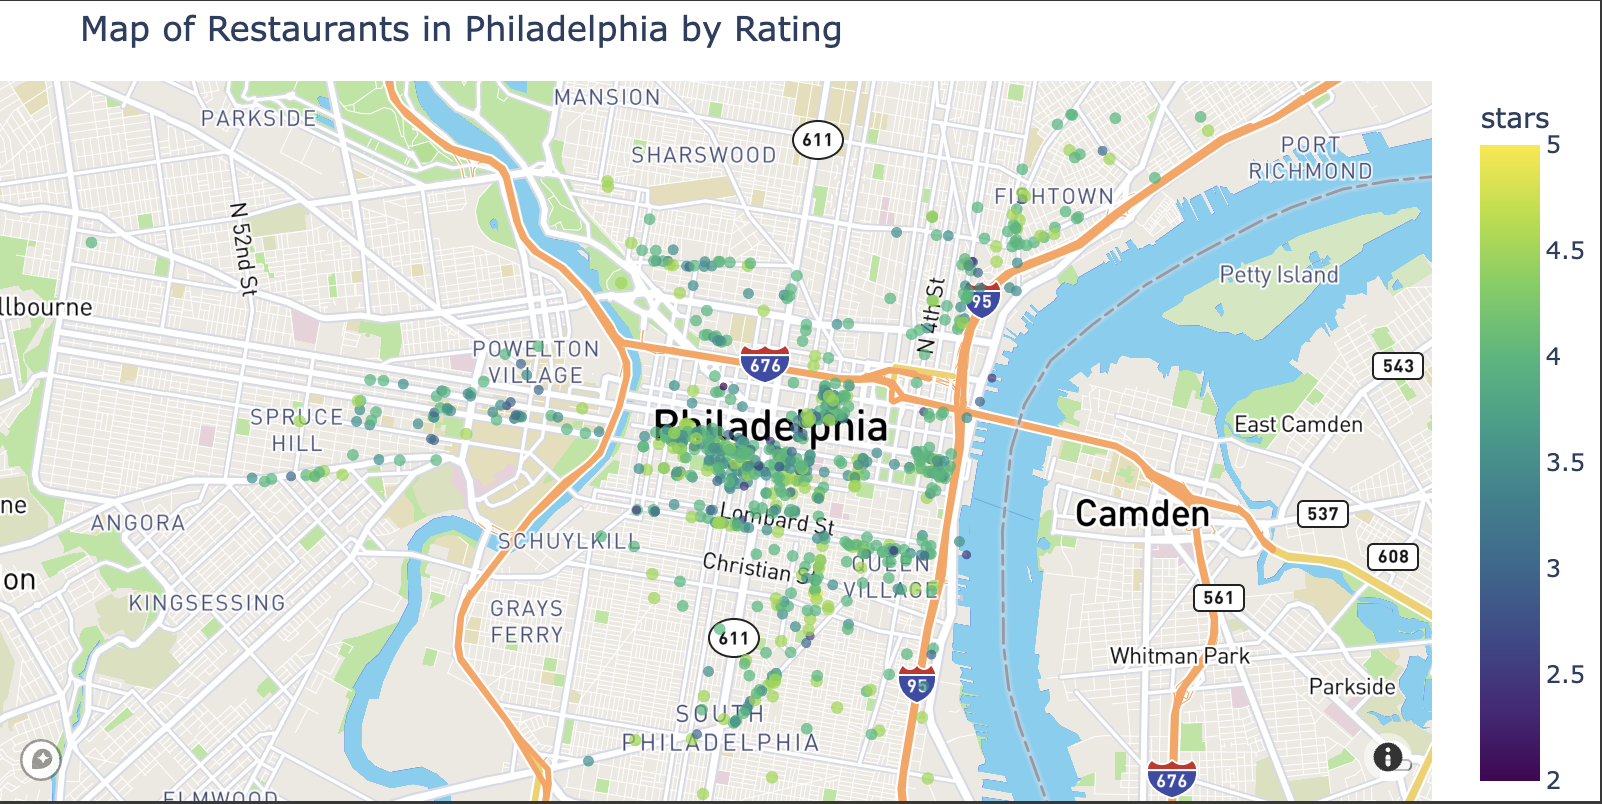 Map of Restaurants in Philadelphia by Rating
MANSION
PARKSIDE
611
SHARSWOOD
PORT
RICHMOND
FISHTOWN
N 52nd St
Petty Island
llbourne
N 4th St
95
POWELTON
VILLAGE
676
543
SPRUCE
HILL
Philadelphia
East Camden
ne
ANGORA
Lombard St
Camden
537
SCHUYLKILL
608
Christian St
QUEEN
VILLAGE
on
KINGSESSING
GRAYS
FERRY
561
611
Whitman Park
95
Parkside
SOUTH
PHILADELPHIA
676
ELMWOOD
stars
5
4.5
4
3.5
3
2.5
2